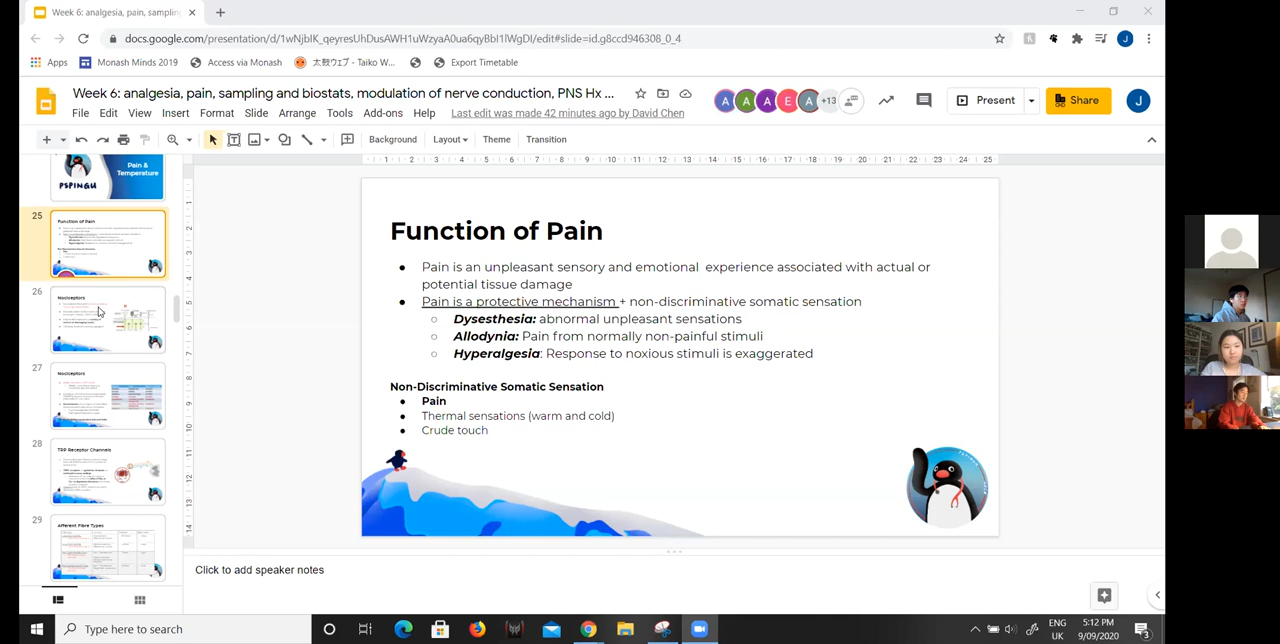 Week 6: analgesia, pain, sampling
docs.google.com/presentation/d/1wNjbIK_qeyresUhDusAWH1uWzyaA0ua6qyBbI1lWgDI/edit#slide=id.g8ccd946308_0_4
Apps
Monash Minds 2019
Access via Monash
太鼓ウェブ - Taiko W...
Export Timetable
Week 6: analgesia, pain, sampling and biostats, modulation of nerve conduction, PNS Hx ...
A A A E A +13
Present
Share
J
File Edit View Insert Format Slide Arrange Tools Add-ons Help
Last edit was made 42 minutes ago by David Chen
Background Layout Theme Transition
Pain &
Temperature
PSPINGU
25
Function of Pain
26
Nociceptors
27
Nociceptors
28
TRP Receptor Channels
29
Afferent Fibre Types
Function of Pain
● Pain is an unpleasant sensory and emotional experience associated with actual or
potential tissue damage
● Pain is a protective mechanism + non-discriminative somatic sensation
○ Dysesthesia: abnormal unpleasant sensations
○ Allodynia: Pain from normally non-painful stimuli
○ Hyperalgesia: Response to noxious stimuli is exaggerated
Non-Discriminative Somatic Sensation
● Pain
● Thermal sensations (warm and cold)
● Crude touch
Click to add speaker notes
Type here to search
ENG
UK
5:12 PM
9/09/2020
3